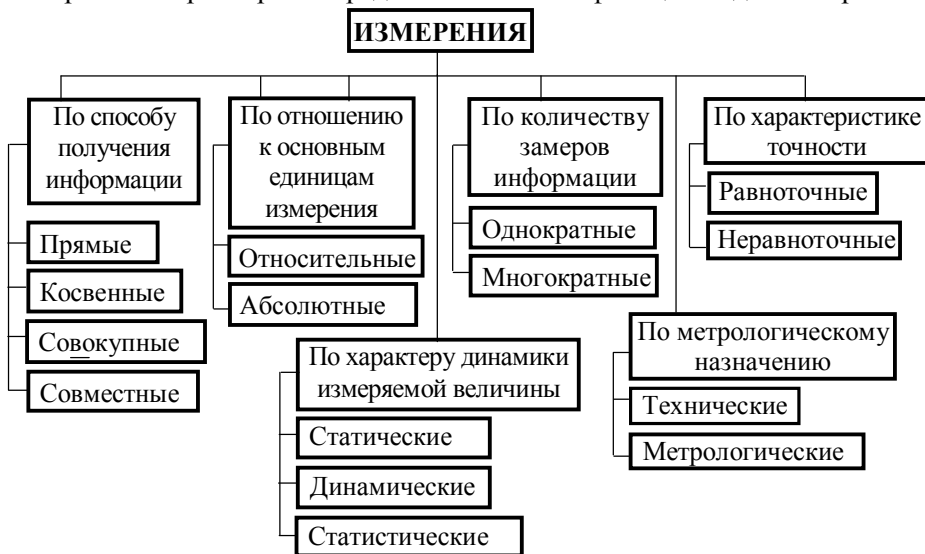 ИЗМЕРЕНИЯ
По способу
получения
информации
Прямые
Косвенные
Совокупные
Совместные
По отношению
к основным
единицам
измерения
Относительные
Абсолютные
По количеству
замеров
информации
Однократные
Многократные
По характеристике
точности
Равноточные
Неравноточные
По характеру динамики
измеряемой величины
Статические
Динамические
Статистические
По метрологическому
назначению
Технические
Метрологические